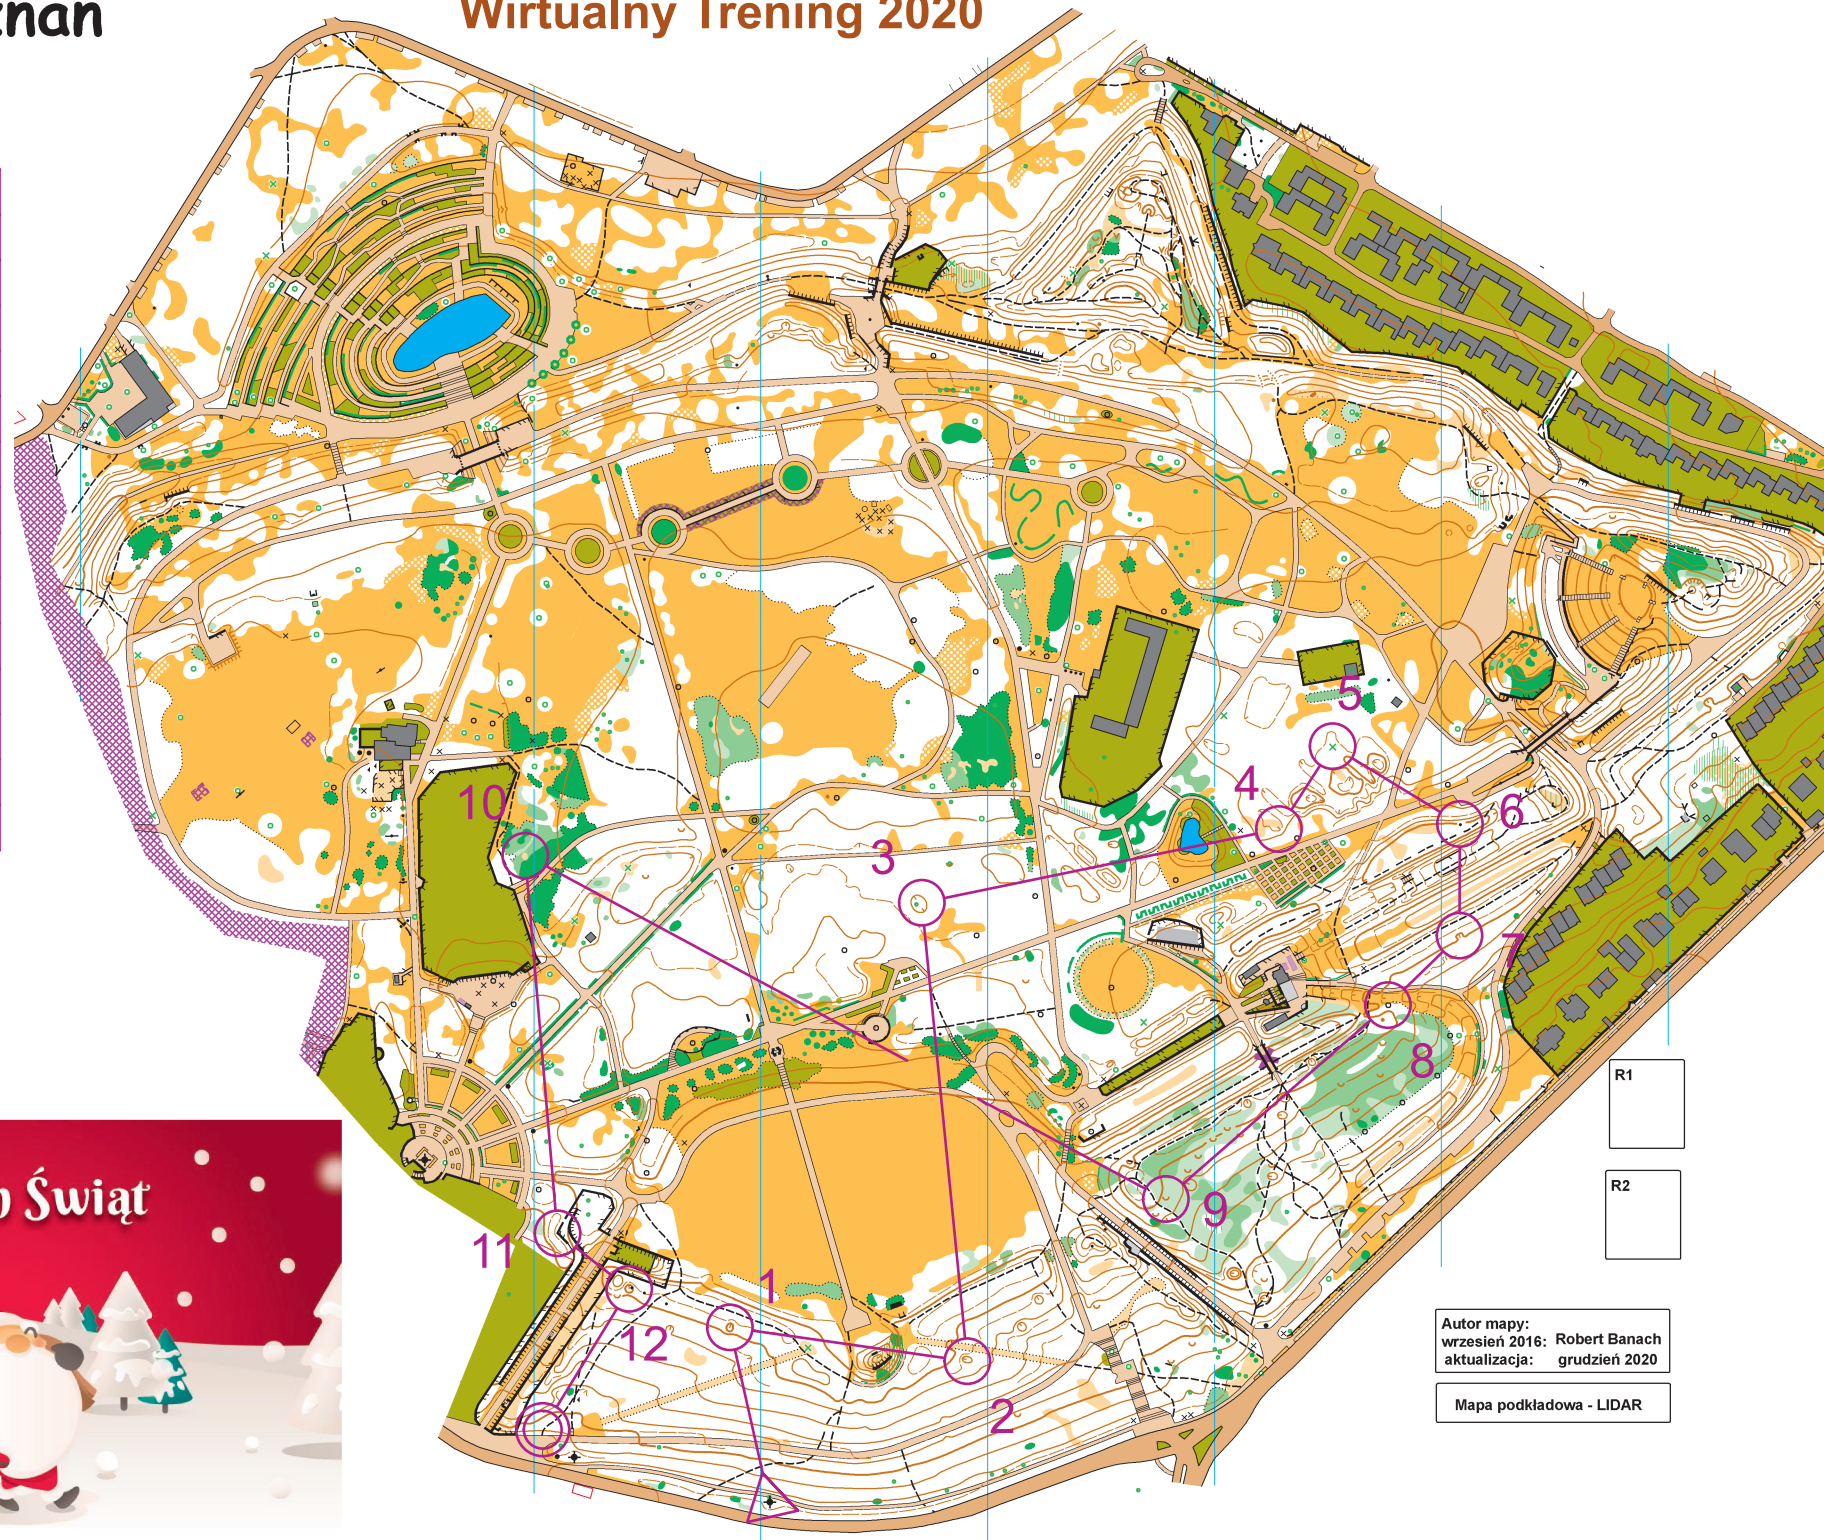 Wirtualny Trening 2020
5
4
10
6
3
7
8
R1
R2
9
11
1
12
2
Świąt
Autor mapy:
wrzesień 2016: Robert Banach
aktualizacja: grudzień 2020
Mapa podkładowa - LIDAR